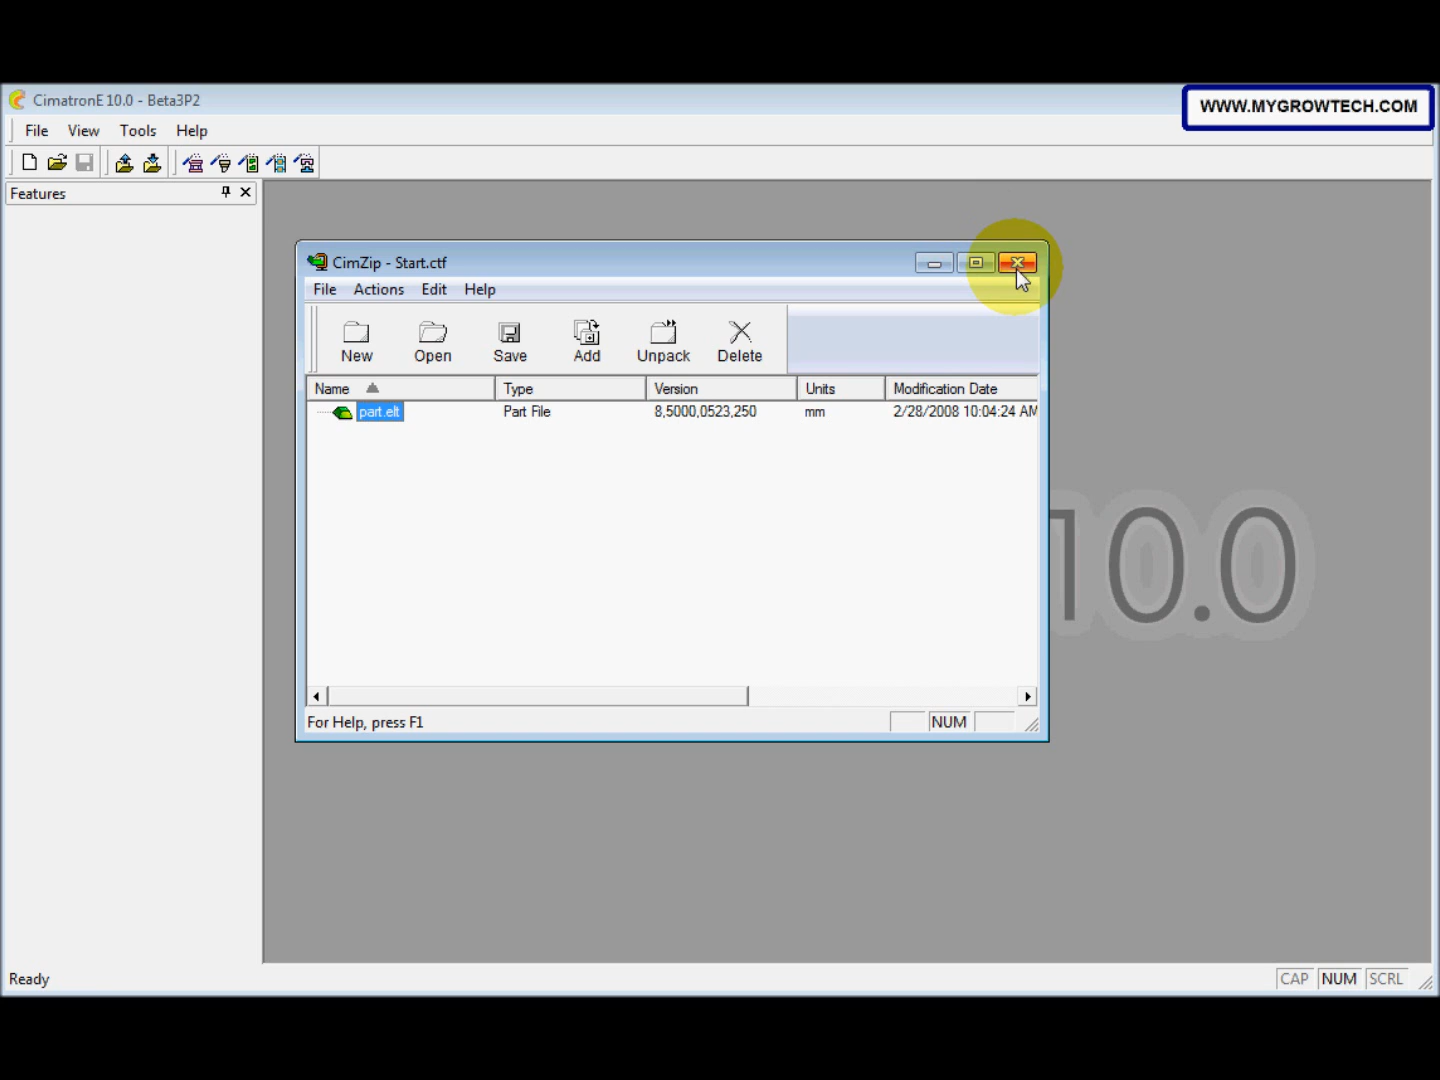 CimatronE 10.0 - Beta3P2
WWW.MYGROWTECH.COM
File View Tools Help
Features
CimZip - Start.ctf
File Actions Edit Help
New Open Save Add Unpack Delete
Name Type Version Units Modification Date
part.elt Part File 8,5000,0523,250 mm 2/28/2008 10:04:24 AM
10.0
For Help, press F1 NUM
Ready CAP NUM SCRL